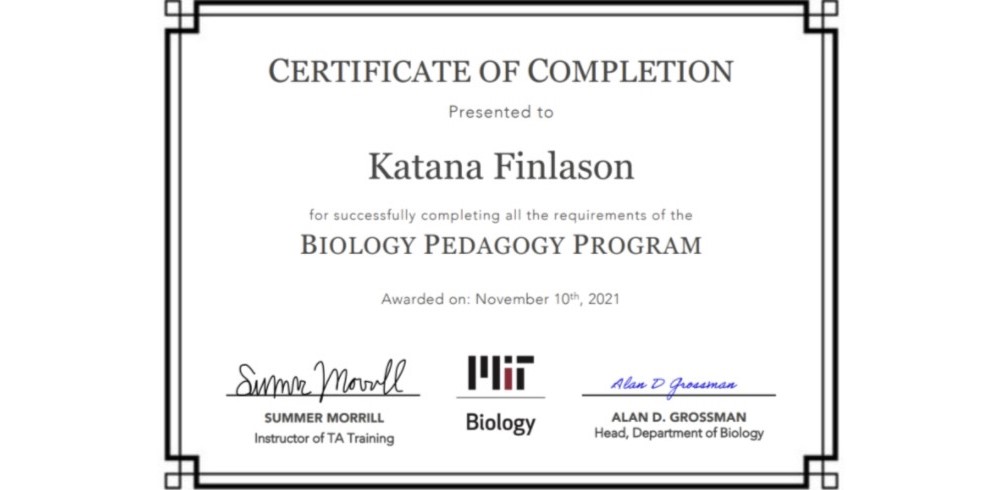 CERTIFICATE OF COMPLETION
Presented to
Katana Finlason
for successfully completing all the requirements of the
BIOLOGY PEDAGOGY PROGRAM
Awarded on: November 10th, 2021
Summer Morrill
Alan D Grossman
MIT
Biology
SUMMER MORRILL
Instructor of TA Training
ALAN D. GROSSMAN
Head, Department of Biology